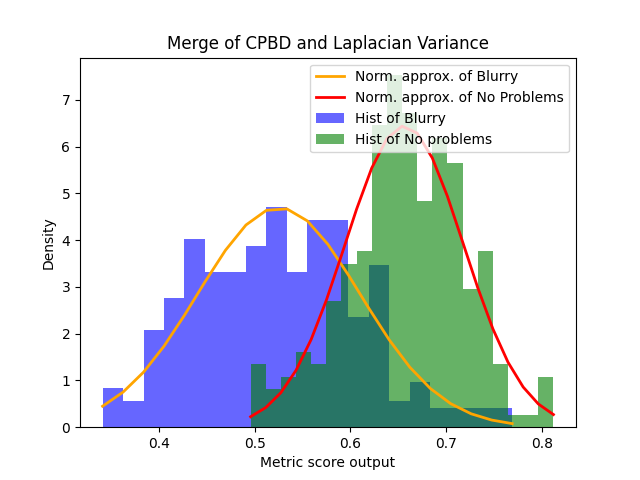 Merge of CPBD and Laplacian Variance
Norm. approx. of Blurry
Norm. approx. of No Problems
Hist of Blurry
Hist of No problems
Density
7
6
5
4
3
2
1
0
0.4
0.5
0.6
0.7
0.8
Metric score output